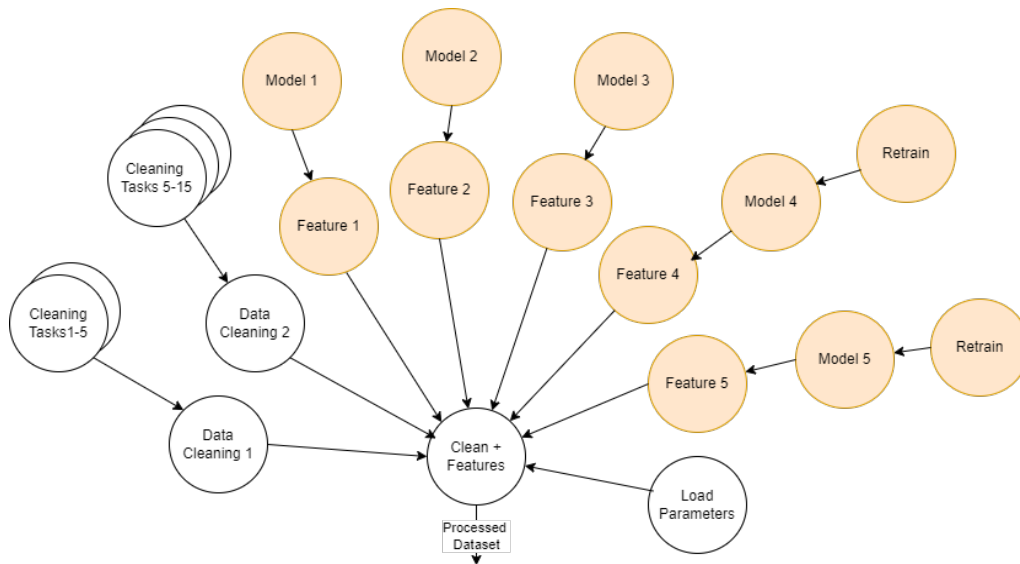 Model 1
Model 2
Model 3
Cleaning
Tasks 5-15
Retrain
Feature 1
Feature 2
Feature 3
Model 4
Feature 4
Cleaning
Tasks1-5
Data
Cleaning 2
Feature 5
Model 5
Retrain
Data
Cleaning 1
Clean +
Features
Load
Parameters
Processed
Dataset